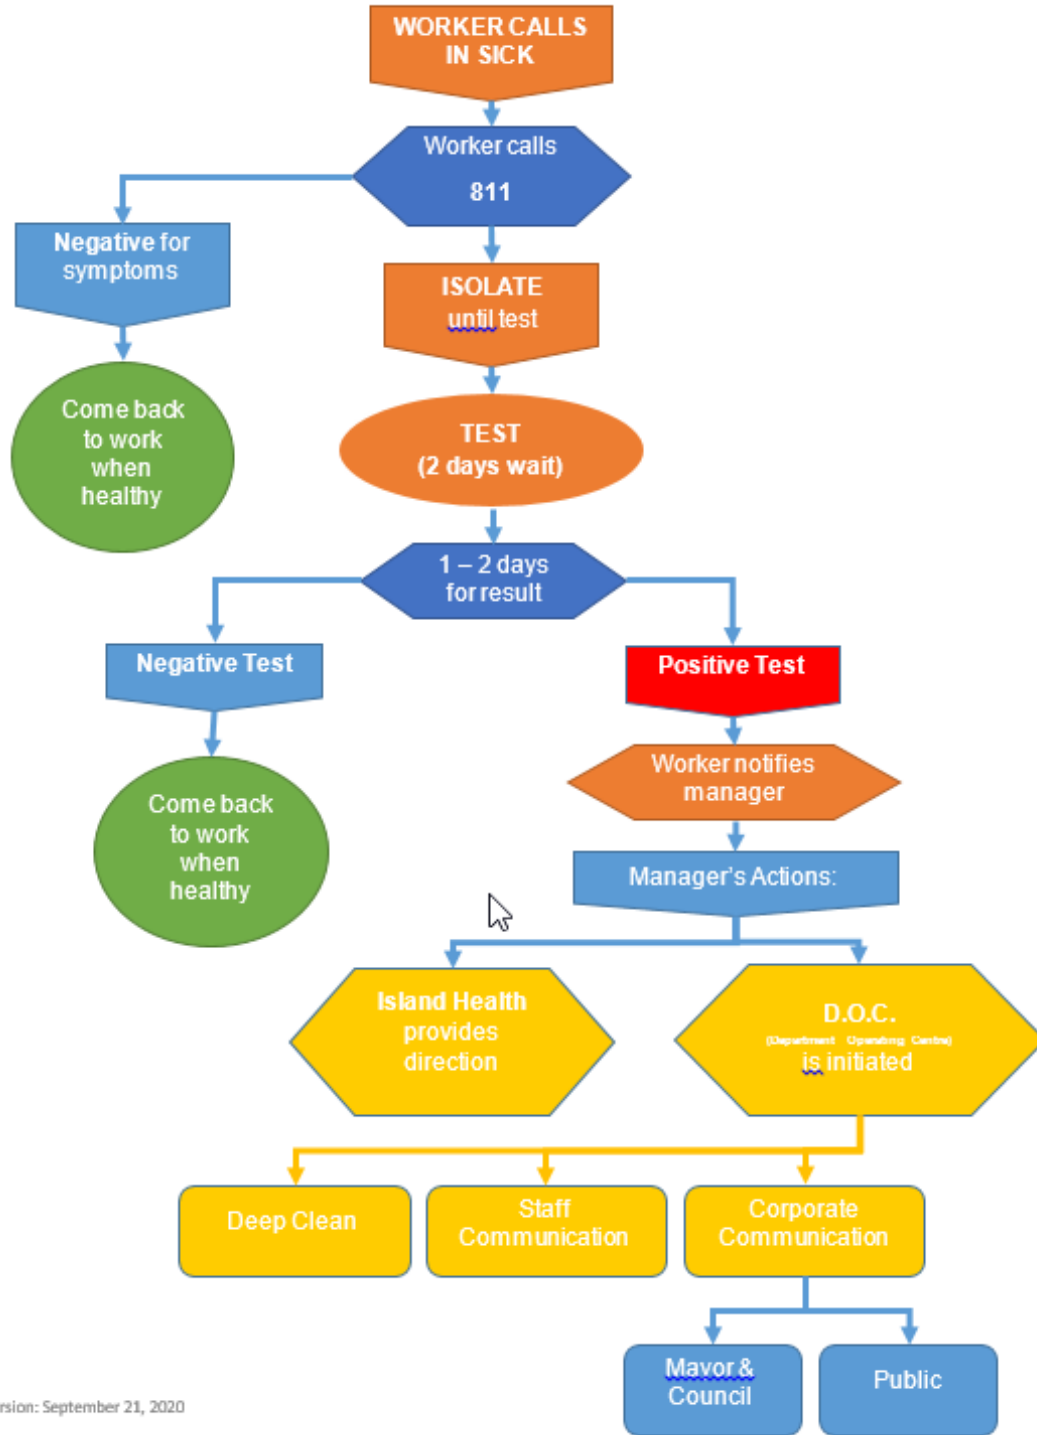 WORKER CALLS
IN SICK
Worker calls
811
Negative for
symptoms
ISOLATE
until test
Come back
to work
when
healthy
TEST
(2 days wait)
1 – 2 days
for result
Negative Test
Positive Test
Worker notifies
manager
Come back
to work
when
healthy
Manager's Actions:
Island Health
provides
direction
D.O.C.
(Department Operating Centre)
is initiated
Deep Clean
Staff
Communication
Corporate
Communication
Mayor &
Council
Public
rsion: September 21, 2020